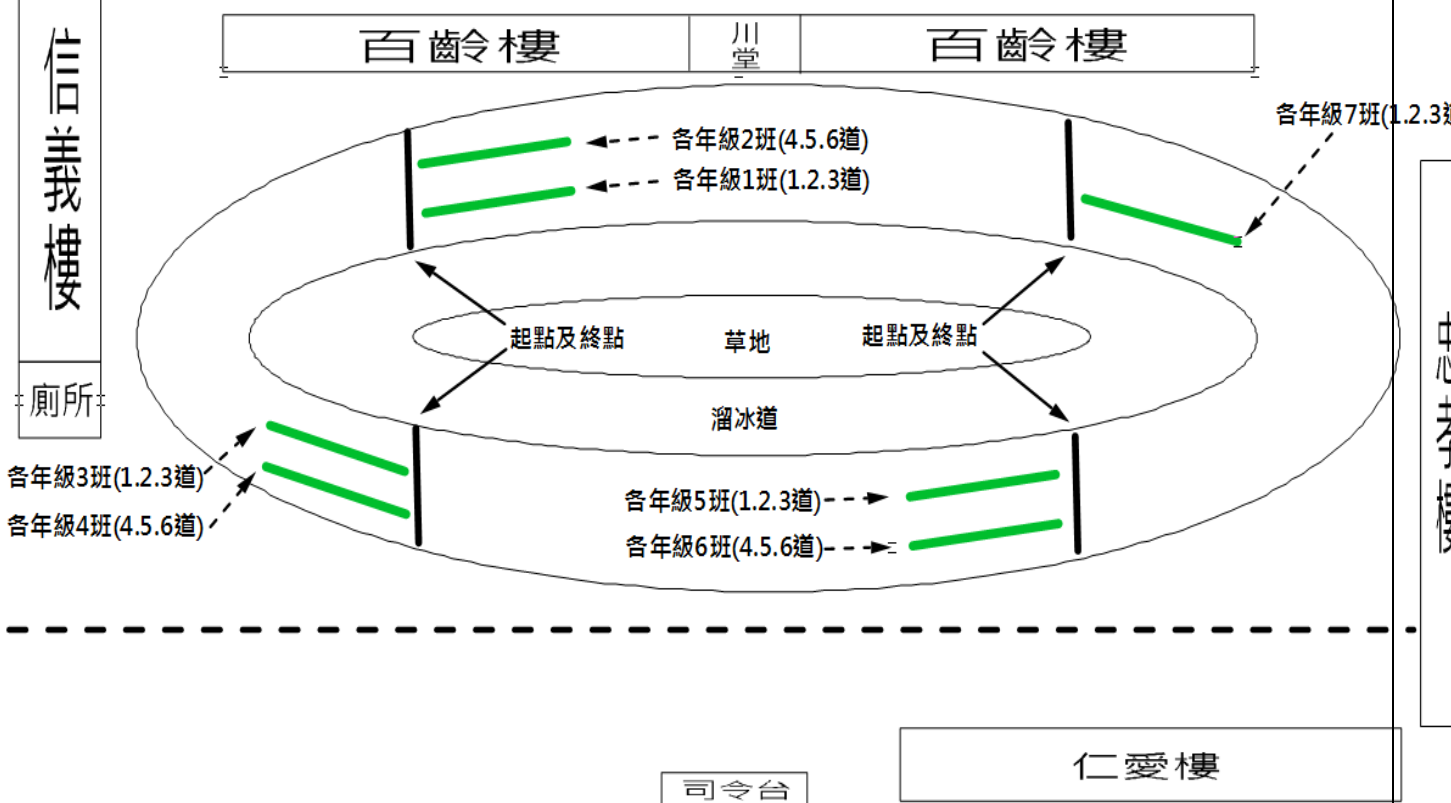 信義樓
百齡樓
川堂
百齡樓
各年級7班(1.2.3道
各年級2班(4.5.6道)
各年級1班(1.2.3道)
起點及終點
草地
起點及終點
廁所
溜冰道
忠孝樓
各年級3班(1.2.3道)
各年級5班(1.2.3道)
各年級4班(4.5.6道)
各年級6班(4.5.6道)
仁愛樓
司令台